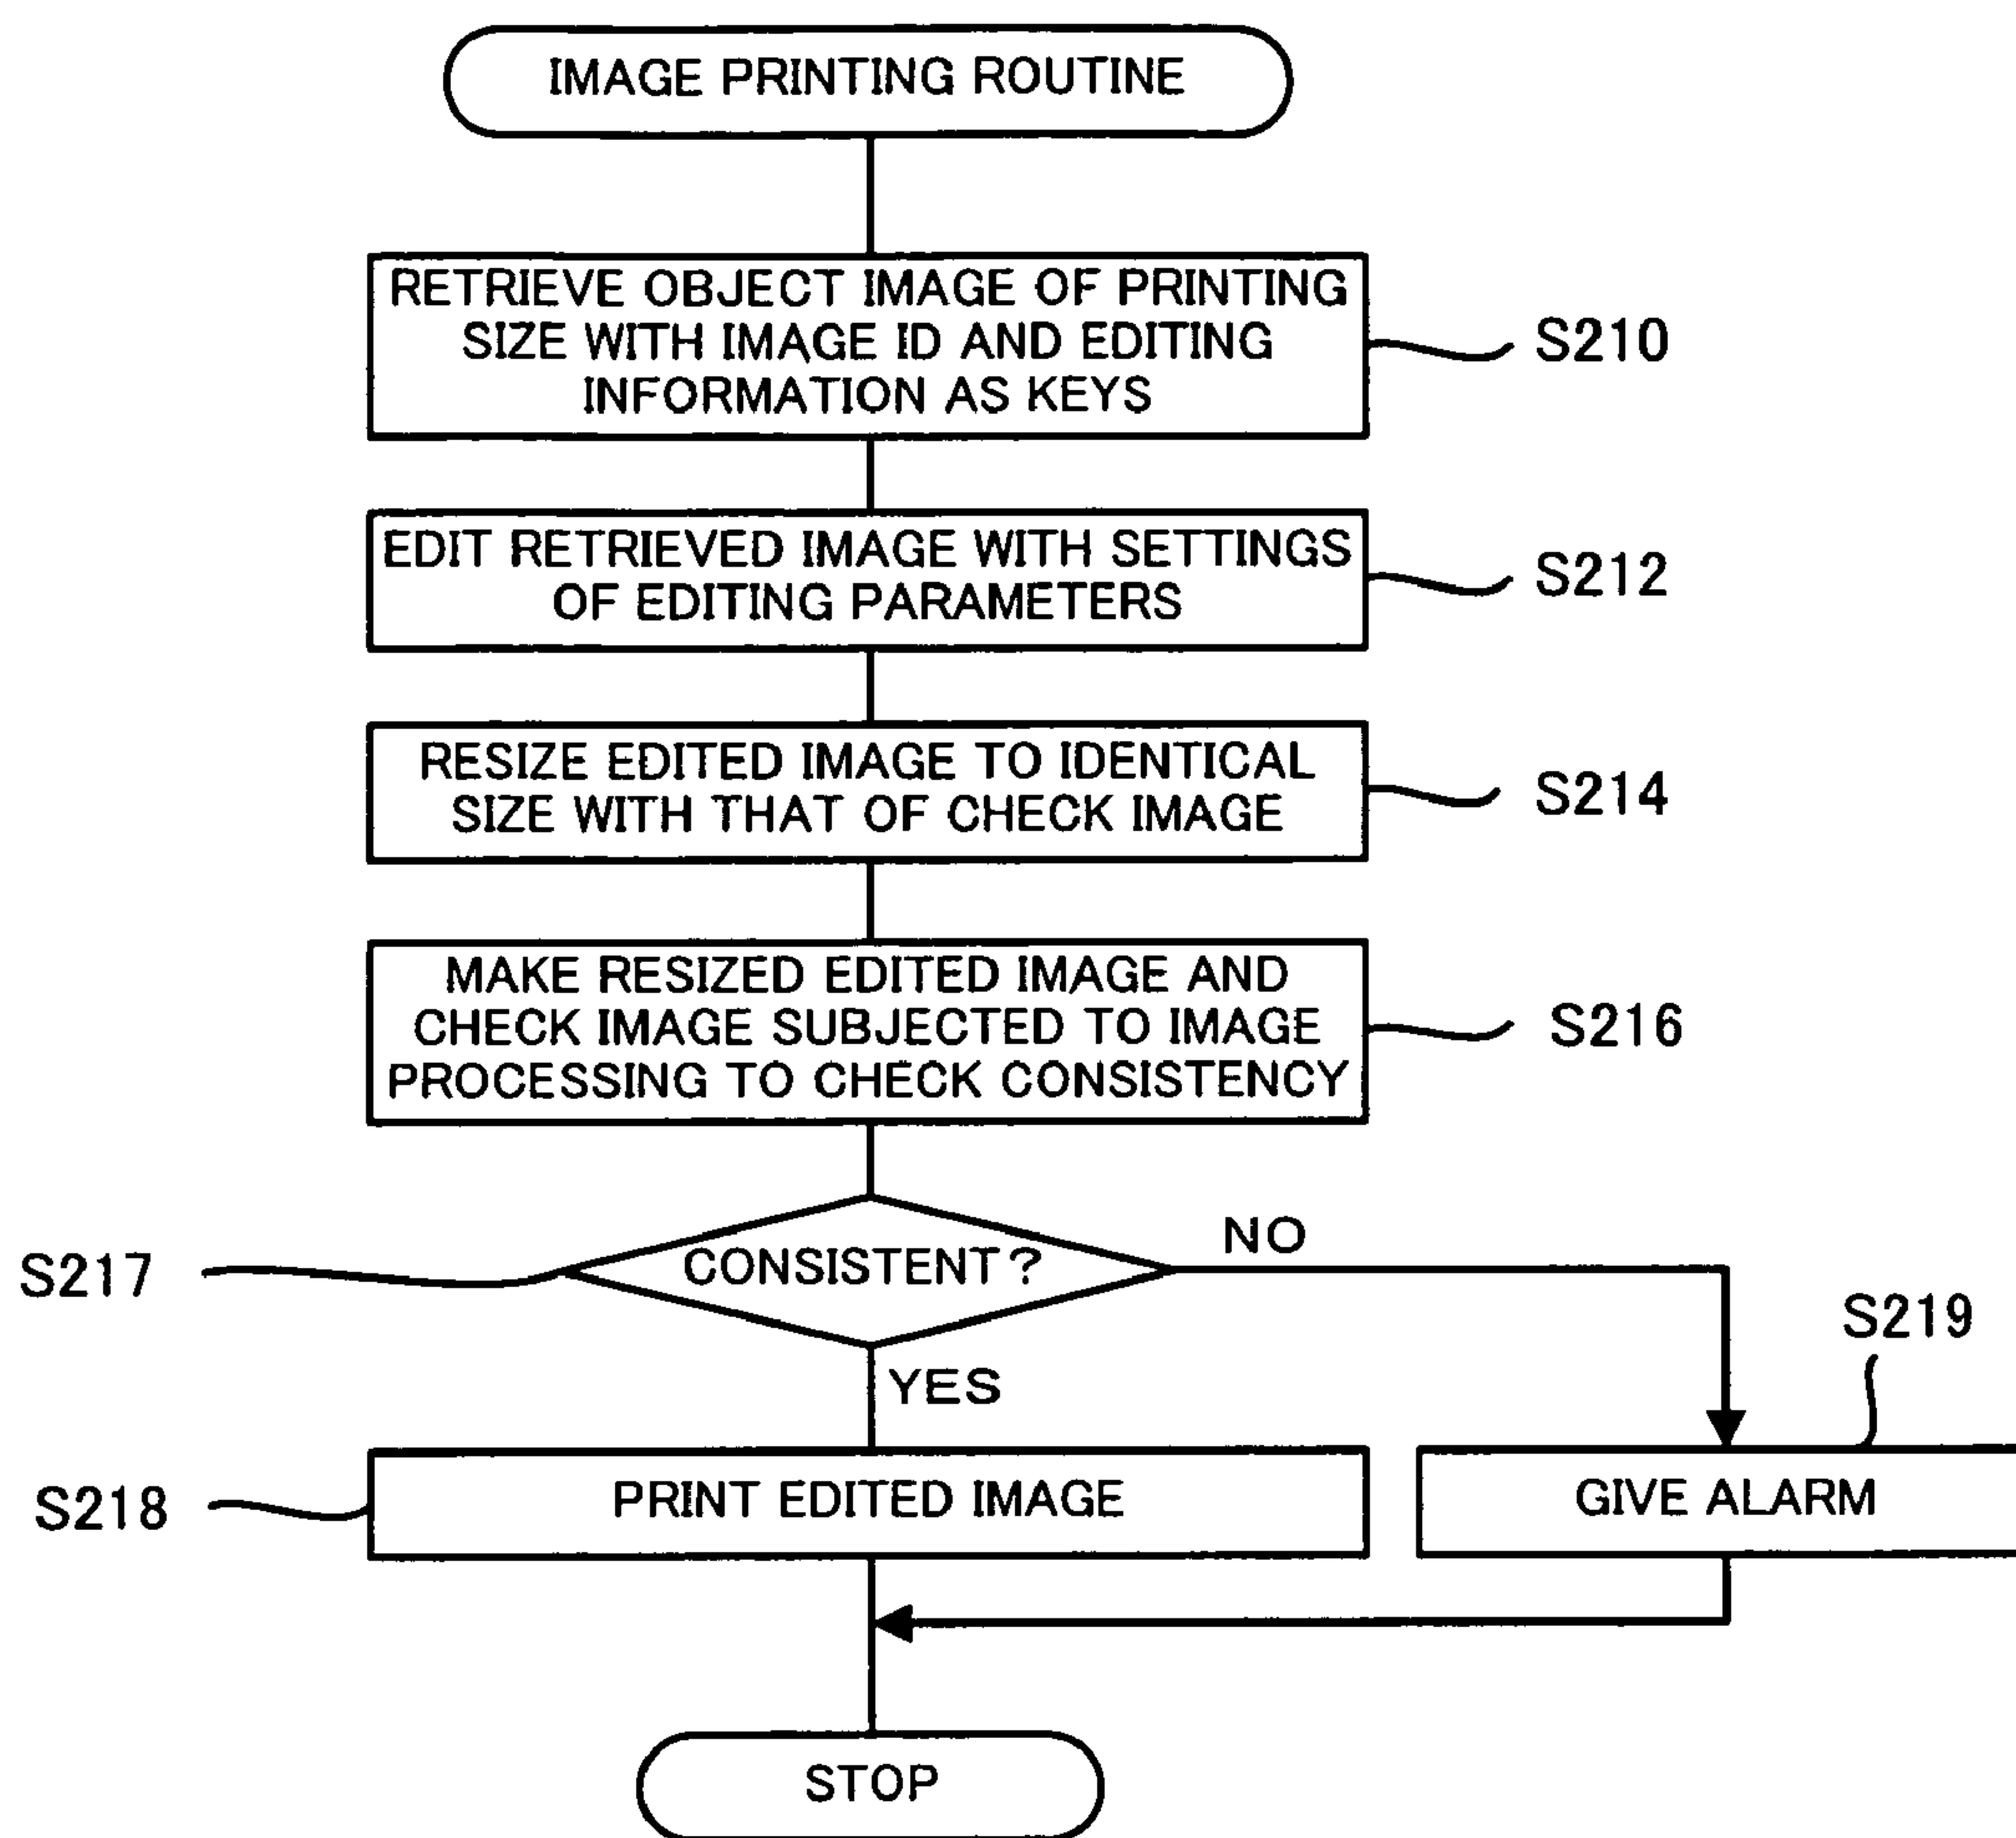 IMAGE PRINTING ROUTINE
RETRIEVE OBJECT IMAGE OF PRINTING
SIZE WITH IMAGE ID AND EDITING
INFORMATION AS KEYS
S210
EDIT RETRIEVED IMAGE WITH SETTINGS
OF EDITING PARAMETERS
S212
RESIZE EDITED IMAGE TO IDENTICAL
SIZE WITH THAT OF CHECK IMAGE
S214
MAKE RESIZED EDITED IMAGE AND
CHECK IMAGE SUBJECTED TO IMAGE
PROCESSING TO CHECK CONSISTENCY
S216
S217
CONSISTENT?
NO
YES
S219
S218
PRINT EDITED IMAGE
GIVE ALARM
STOP